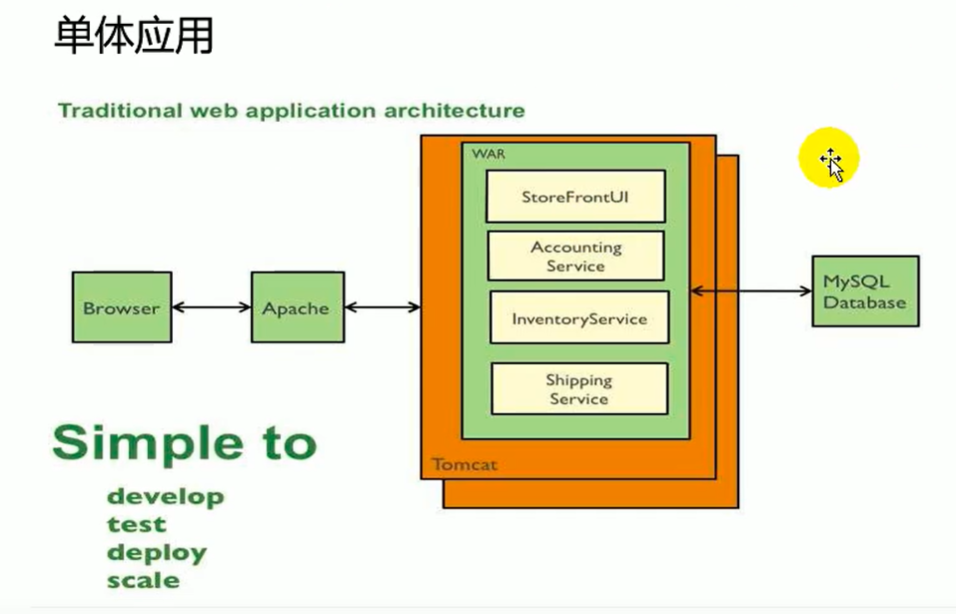 单体应用
Traditional web application architecture
WAR
StoreFrontUI
Accounting
Service
InventoryService
Shipping
Service
Tomcat
Browser
Apache
MySQL
Database
Simple to
develop
test
deploy
scale